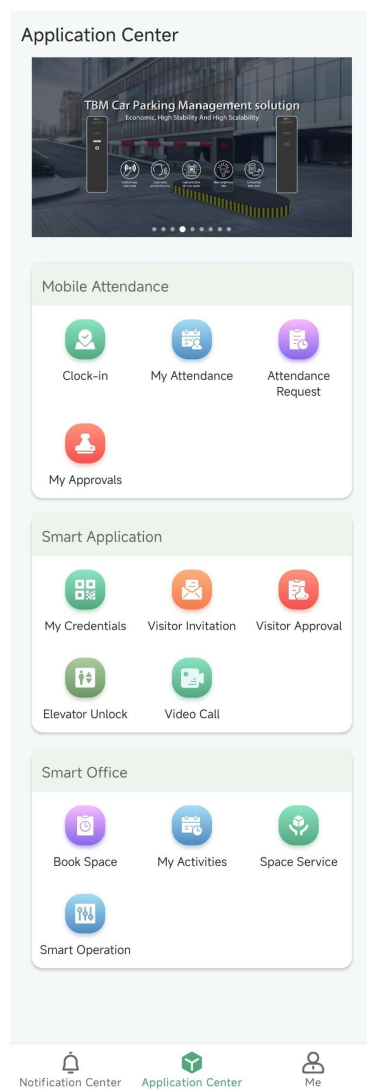 Application Center
TBM Car Parking Management solution
Economic, High Stability And High Scalability
Mobile Attendance
Clock-in
My Attendance
Attendance
Request
My Approvals
Smart Application
My Credentials
Visitor Invitation
Visitor Approval
Elevator Unlock
Video Call
Smart Office
Book Space
My Activities
Space Service
Smart Operation
Notification Center
Application Center
Me